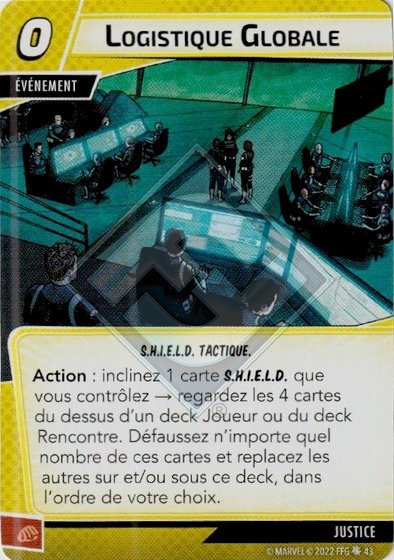 0
LOGISTIQUE GLOBALE
ÉVÉNEMENT
S.H.I.E.L.D. TACTIQUE.
Action : inclinez 1 carte S.H.I.E.L.D. que
vous contrôlez → regardez les 4 cartes
du dessus d'un deck Joueur ou du deck
Rencontre. Défaussez n'importe quel
nombre de ces cartes et replacez les
autres sur et/ou sous ce deck, dans
l'ordre de votre choix.
®
JUSTICE
© MARVEL © 2022 FFG 43